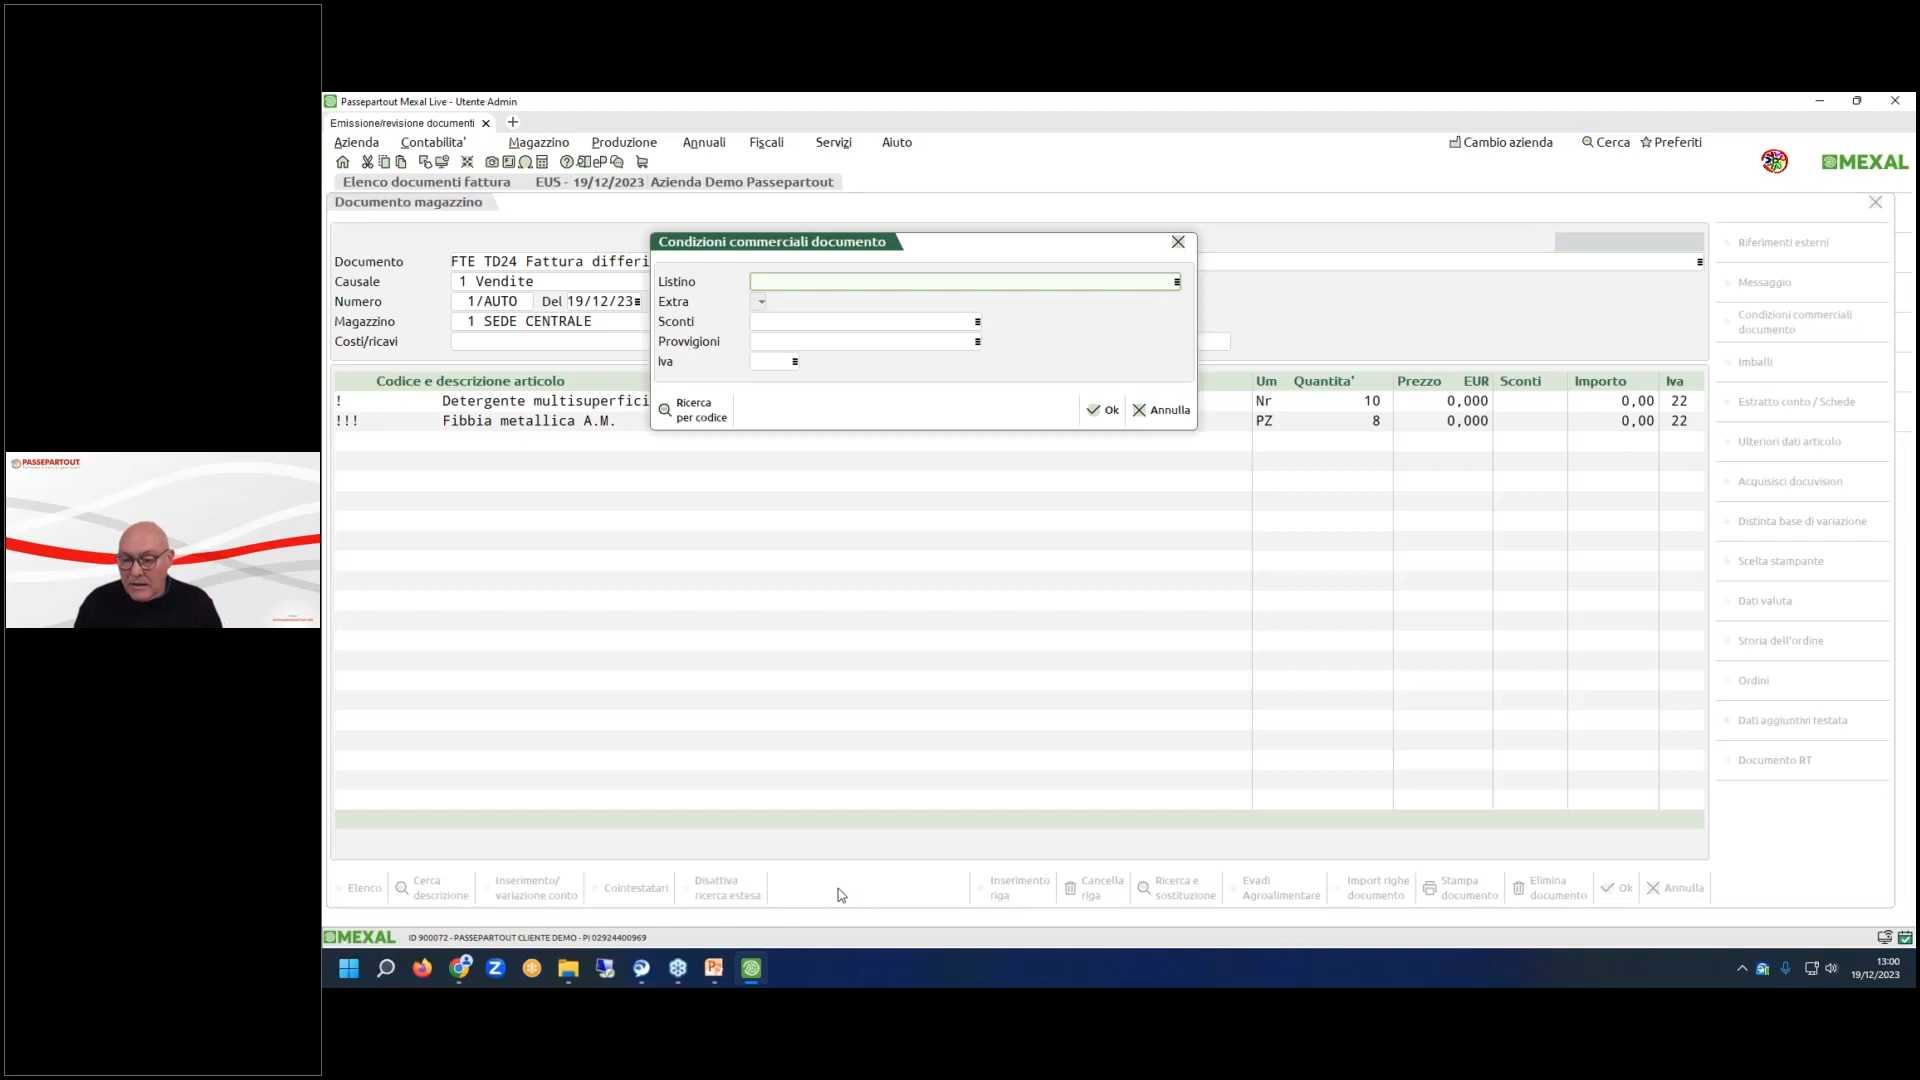 Passepartout Mexal Live - Utente Admin
Emissione/revisione documenti
Azienda Contabilita' Magazzino Produzione Annuali Fiscali Servizi Aiuto Cambio azienda Cerca Preferiti
MEXAL
Elenco documenti fattura EUS - 19/12/2023 Azienda Demo Passepartout
Documento magazzino
Condizioni commerciali documento
Documento FTE TD24 Fattura differi
Causale 1 Vendite
Numero 1/AUTO Del 19/12/23
Magazzino 1 SEDE CENTRALE
Costi/ricavi
Listino
Extra
Sconti
Provvigioni
Iva
Ricerca
per codice
Ok Annulla
Codice e descrizione articolo Um Quantita' Prezzo EUR Sconti Importo Iva
! Detergente multisuperfici Nr 10 0,000 0,00 22
!!! Fibbia metallica A.M. PZ 8 0,000 0,00 22
Riferimenti esterni
Messaggio
Condizioni commerciali
documento
Imballi
Estratto conto / Schede
Ulteriori dati articolo
Acquisisci docuvision
Distinta base di variazione
Scelta stampante
Dati valuta
Storia dell'ordine
Ordini
Dati aggiuntivi testata
Documento RT
PASSEPARTOUT
Elenco
Cerca
descrizione
Inserimento/
variazione conto
Cointestatari
Disattiva
ricerca estesa
Inserimento
riga
Cancella
riga
Ricerca e
sostituzione
Evadi
Agroalimentare
Import righe
documento
Stampa
documento
Elimina
documento
Ok
Annulla
MEXAL ID 900072 - PASSEPARTOUT CLIENTE DEMO - PI 02924400969
13:00
19/12/2023